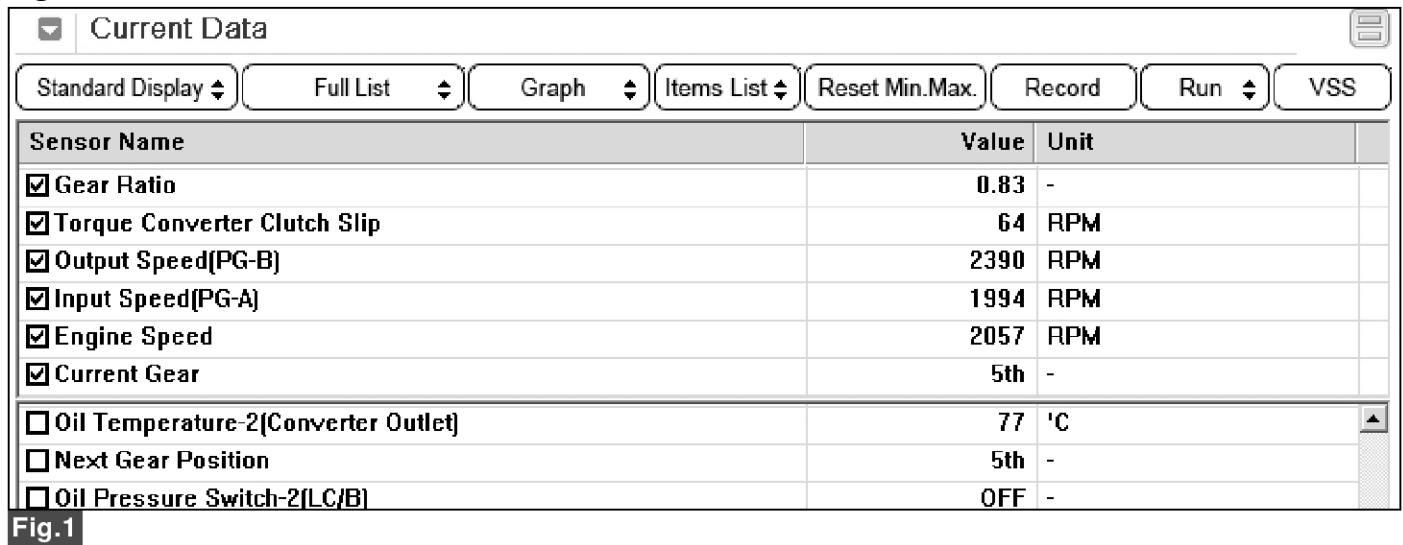 Current Data
Standard Display Full List Graph Items List Reset Min.Max. Record Run VSS
Sensor Name Value Unit
Gear Ratio 0.83 -
Torque Converter Clutch Slip 64 RPM
Output Speed(PG-B) 2390 RPM
Input Speed(PG-A) 1994 RPM
Engine Speed 2057 RPM
Current Gear 5th -
Oil Temperature-2(Converter Outlet) 77 'C
Next Gear Position 5th -
Oil Pressure Switch-2(LC/B) OFF -
Fig.1